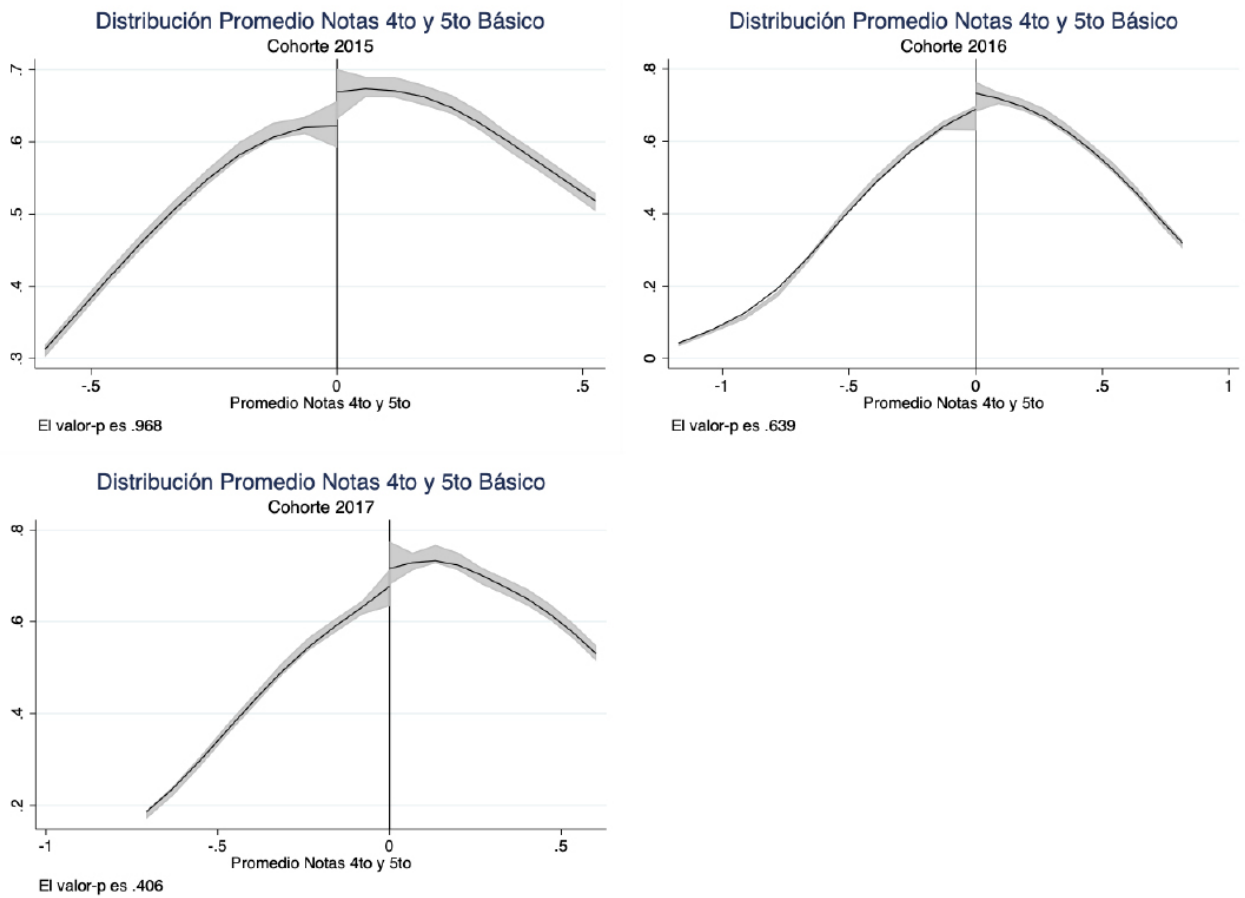 Distribución Promedio Notas 4to y 5to Básico
Cohorte 2015
.7
.6
.5
.4
.3
-.5
0
.5
Promedio Notas 4to y 5to
El valor-p es .968
Distribución Promedio Notas 4to y 5to Básico
Cohorte 2016
.8
.6
.4
.2
0
-1
-.5
0
.5
1
Promedio Notas 4to y 5to
El valor-p es .639
Distribución Promedio Notas 4to y 5to Básico
Cohorte 2017
.8
.6
.4
.2
-1
-.5
0
.5
Promedio Notas 4to y 5to
El valor-p es .406